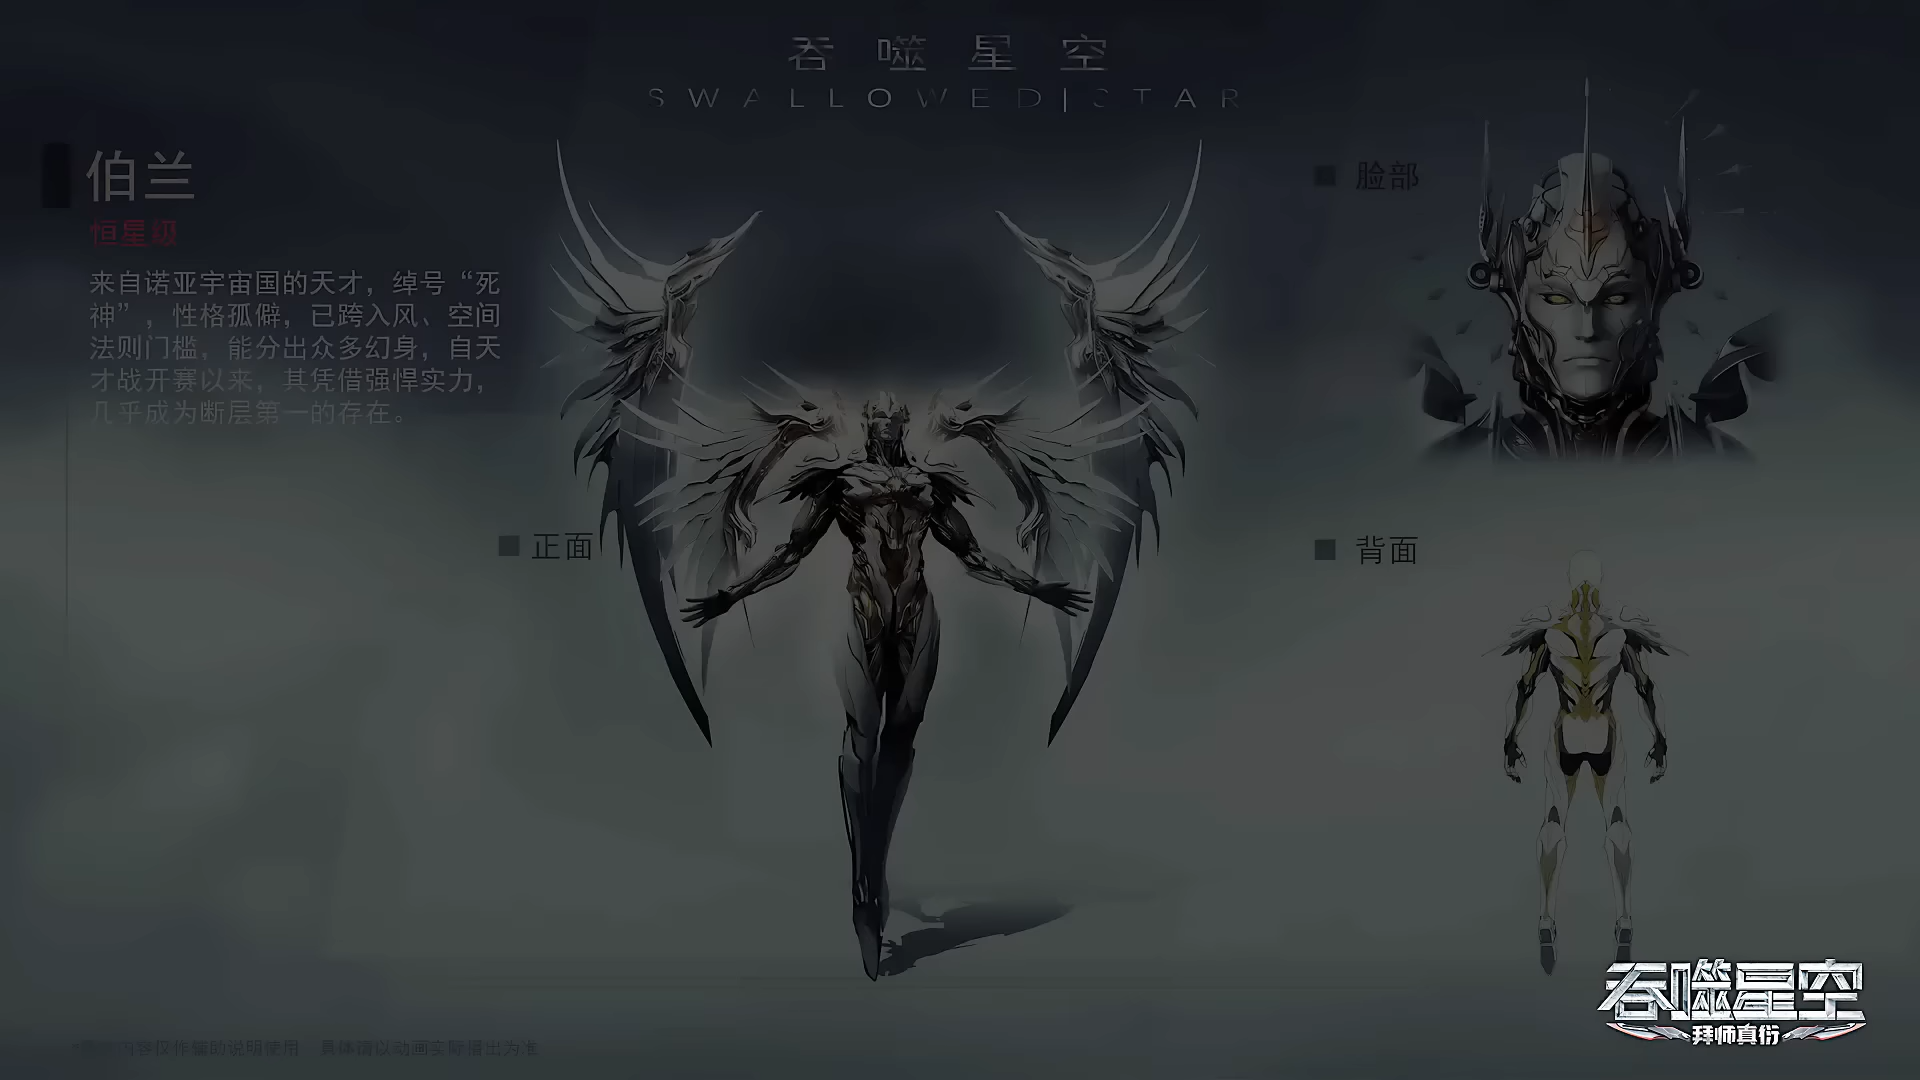 吞噬星空
SWALLOWED|STAR
伯兰
恒星级
来自诺亚宇宙国的天才，绰号“死
神”，性格孤僻，已跨入风、空间
法则门槛，能分出众多幻身，自天
才战开赛以来，其凭借强悍实力，
几乎成为断层第一的存在。
正面
脸部
背面
吞噬星空
拜师真衍